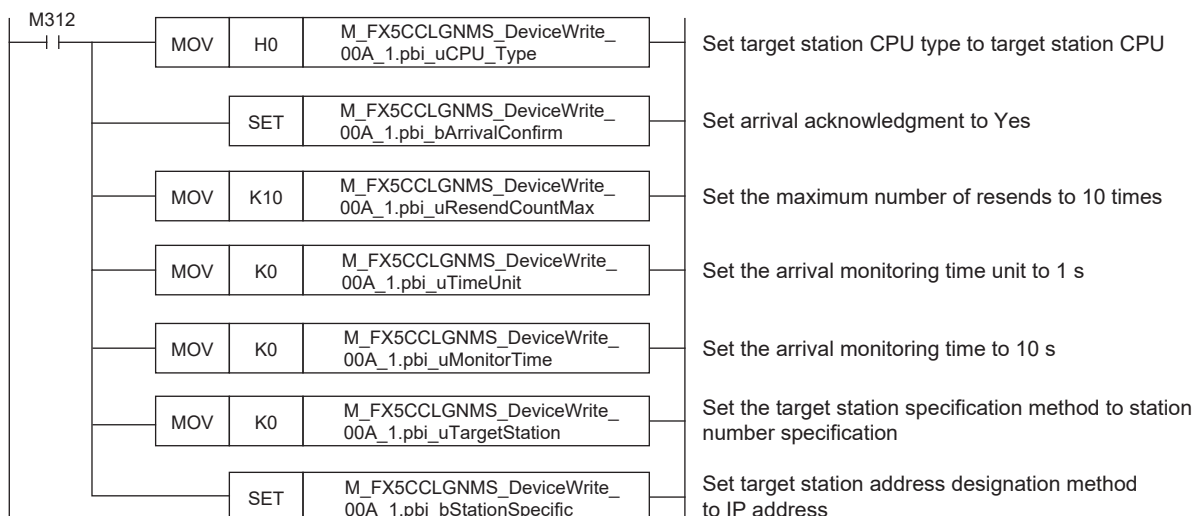 M312
MOV H0 M_FX5CCLGNMS_DeviceWrite_
00A_1.pbi_uCPU_Type
Set target station CPU type to target station CPU
SET M_FX5CCLGNMS_DeviceWrite_
00A_1.pbi_bArrivalConfirm
Set arrival acknowledgment to Yes
MOV K10 M_FX5CCLGNMS_DeviceWrite_
00A_1.pbi_uResendCountMax
Set the maximum number of resends to 10 times
MOV K0 M_FX5CCLGNMS_DeviceWrite_
00A_1.pbi_uTimeUnit
Set the arrival monitoring time unit to 1 s
MOV K0 M_FX5CCLGNMS_DeviceWrite_
00A_1.pbi_uMonitorTime
Set the arrival monitoring time to 10 s
MOV K0 M_FX5CCLGNMS_DeviceWrite_
00A_1.pbi_uTargetStation
Set the target station specification method to station
number specification
SET M_FX5CCLGNMS_DeviceWrite_
00A_1.pbi_bStationSpecific
Set target station address designation method
to IP address